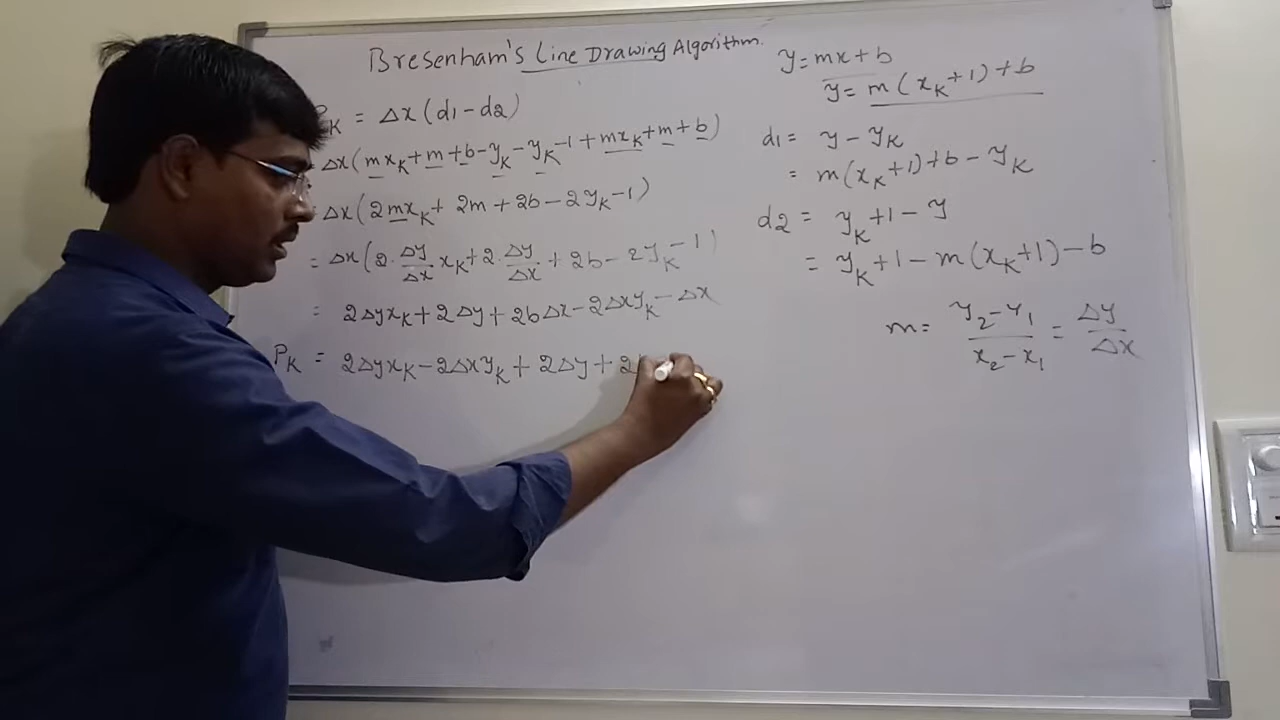 Bresenham's Line Drawing Algorithm.
K = Δx(d1-d2)
Δx(mxK+m+b-yK-yK-1+mxK+m+b)
Δx(2mxK+2m+2b-2yK-1)
= Δx(2.Δy/Δx xK+2.Δy/Δx+2b-2yK-1)
= 2ΔyxK+2Δy+2bΔx-2ΔxyK-Δx
PK = 2ΔyxK-2ΔxyK+2Δy+2
y=mx+b
y=m(xK+1)+b
d1= y-yK
= m(xK+1)+b-yK
d2= yK+1-y
= yK+1-m(xK+1)-b
m= y2-y1/x2-x1 = Δy/Δx